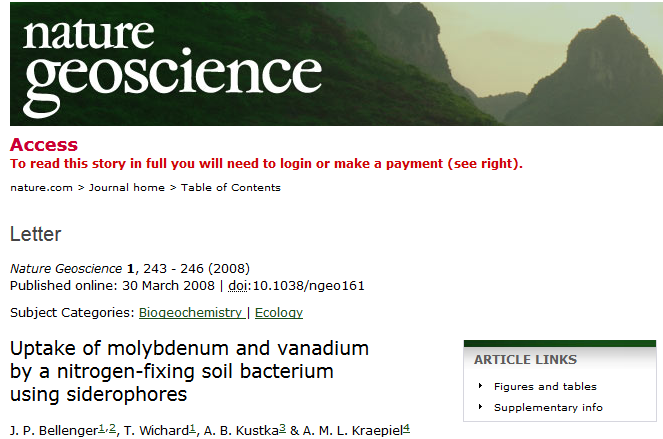 nature
geoscience
Access
To read this story in full you will need to login or make a payment (see right).
nature.com > Journal home > Table of Contents
Letter
Nature Geoscience 1, 243 - 246 (2008)
Published online: 30 March 2008 | doi:10.1038/ngeo161
Subject Categories: Biogeochemistry | Ecology
Uptake of molybdenum and vanadium
by a nitrogen-fixing soil bacterium
using siderophores
J. P. Bellenger1,2, T. Wichard1, A. B. Kustka3 & A. M. L. Kraepiel4
ARTICLE LINKS
Figures and tables
Supplementary info